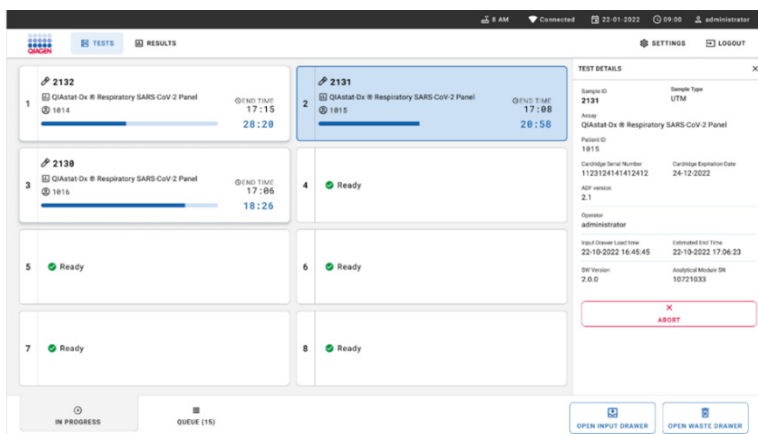 8 AM Connected 22-01-2022 09:00 administrator
QIAGEN TESTS RESULTS SETTINGS LOGOUT
1
2132
QIAstat-Dx ® Respiratory SARS-CoV-2 Panel
1014
END TIME
17:15
28:20
2
2131
QIAstat-Dx ® Respiratory SARS-CoV-2 Panel
1015
END TIME
17:08
20:58
3
2130
QIAstat-Dx ® Respiratory SARS-CoV-2 Panel
1016
END TIME
17:06
18:26
4 Ready
5 Ready
6 Ready
7 Ready
8 Ready
TEST DETAILS X
Sample ID Sample Type
2131 UTM
Assay
QIAstat-Dx ® Respiratory SARS-CoV-2 Panel
Patient ID
1015
Cardridge Serial Number Cardridge Expiration Date
1123124141412412 24-12-2022
ADF version
2.1
Operator
administrator
Input Drawer Load time Estimated End Time
22-10-2022 16:45:45 22-10-2022 17:06:23
SW Version Analytical Module SN
2.0.0 10721033
ABORT
IN PROGRESS QUEUE (15) OPEN INPUT DRAWER OPEN WASTE DRAWER